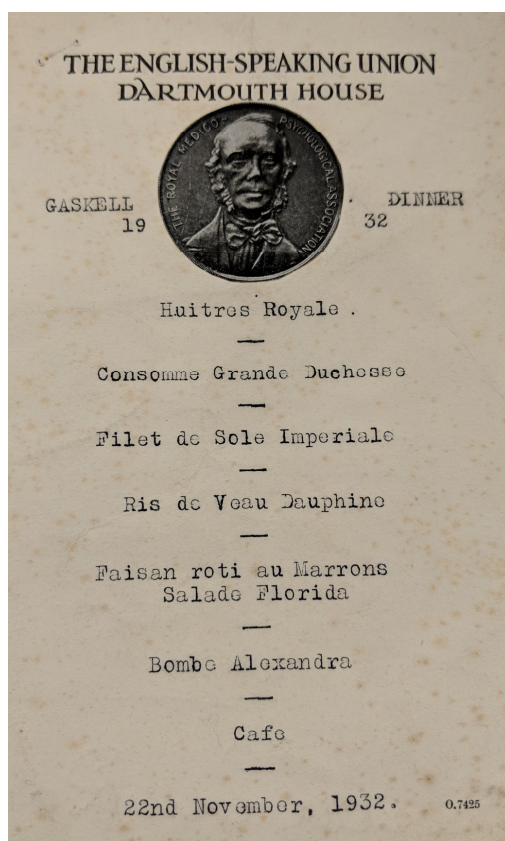 THE ENGLISH-SPEAKING UNION
DARTMOUTH HOUSE
THE ROYAL MEDICO-PSYCHOLOGICAL ASSOCIATION
GASKELL DINNER
19 32
Huitres Royale .
Consomme Grande Duchesse
Filet de Sole Imperiale
Ris de Veau Dauphine
Faisan roti au Marrons
Salade Florida
Bombe Alexandra
Cafe
22nd November, 1932.
O.7425